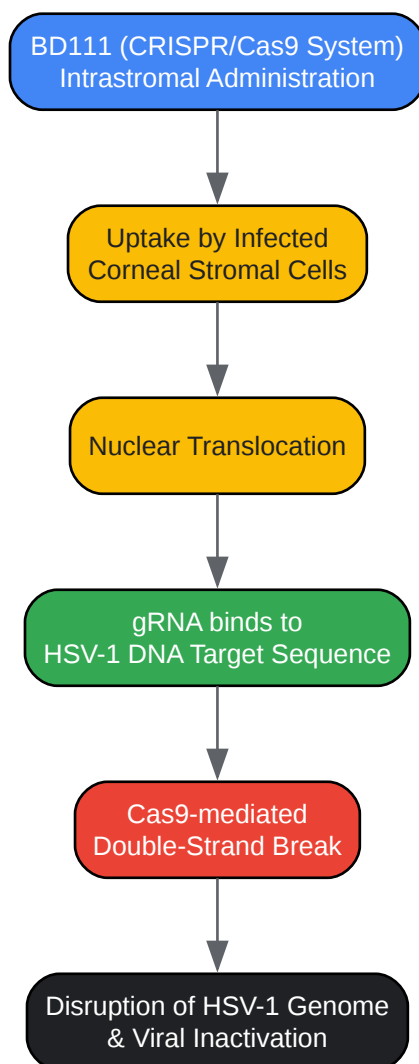 BD111 (CRISPR/Cas9 System)
Intrastromal Administration
Uptake by Infected
Corneal Stromal Cells
Nuclear Translocation
gRNA binds to
HSV-1 DNA Target Sequence
Cas9-mediated
Double-Strand Break
Disruption of HSV-1 Genome
& Viral Inactivation